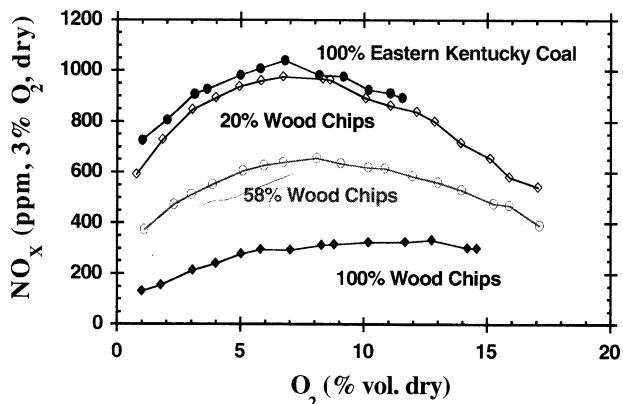 1200
1000
800
600
400
200
0
0
5
10
15
20
NOX (ppm, 3% O2, dry)
O2 (% vol. dry)
100% Eastern Kentucky Coal
20% Wood Chips
58% Wood Chips
100% Wood Chips